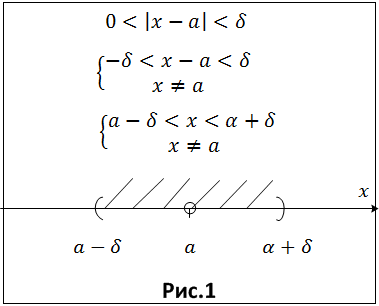 0 < |x − a| < δ
{−δ < x − a < δ
x ≠ a
{a − δ < x < α + δ
x ≠ a
x
a − δ a α + δ
Рис.1